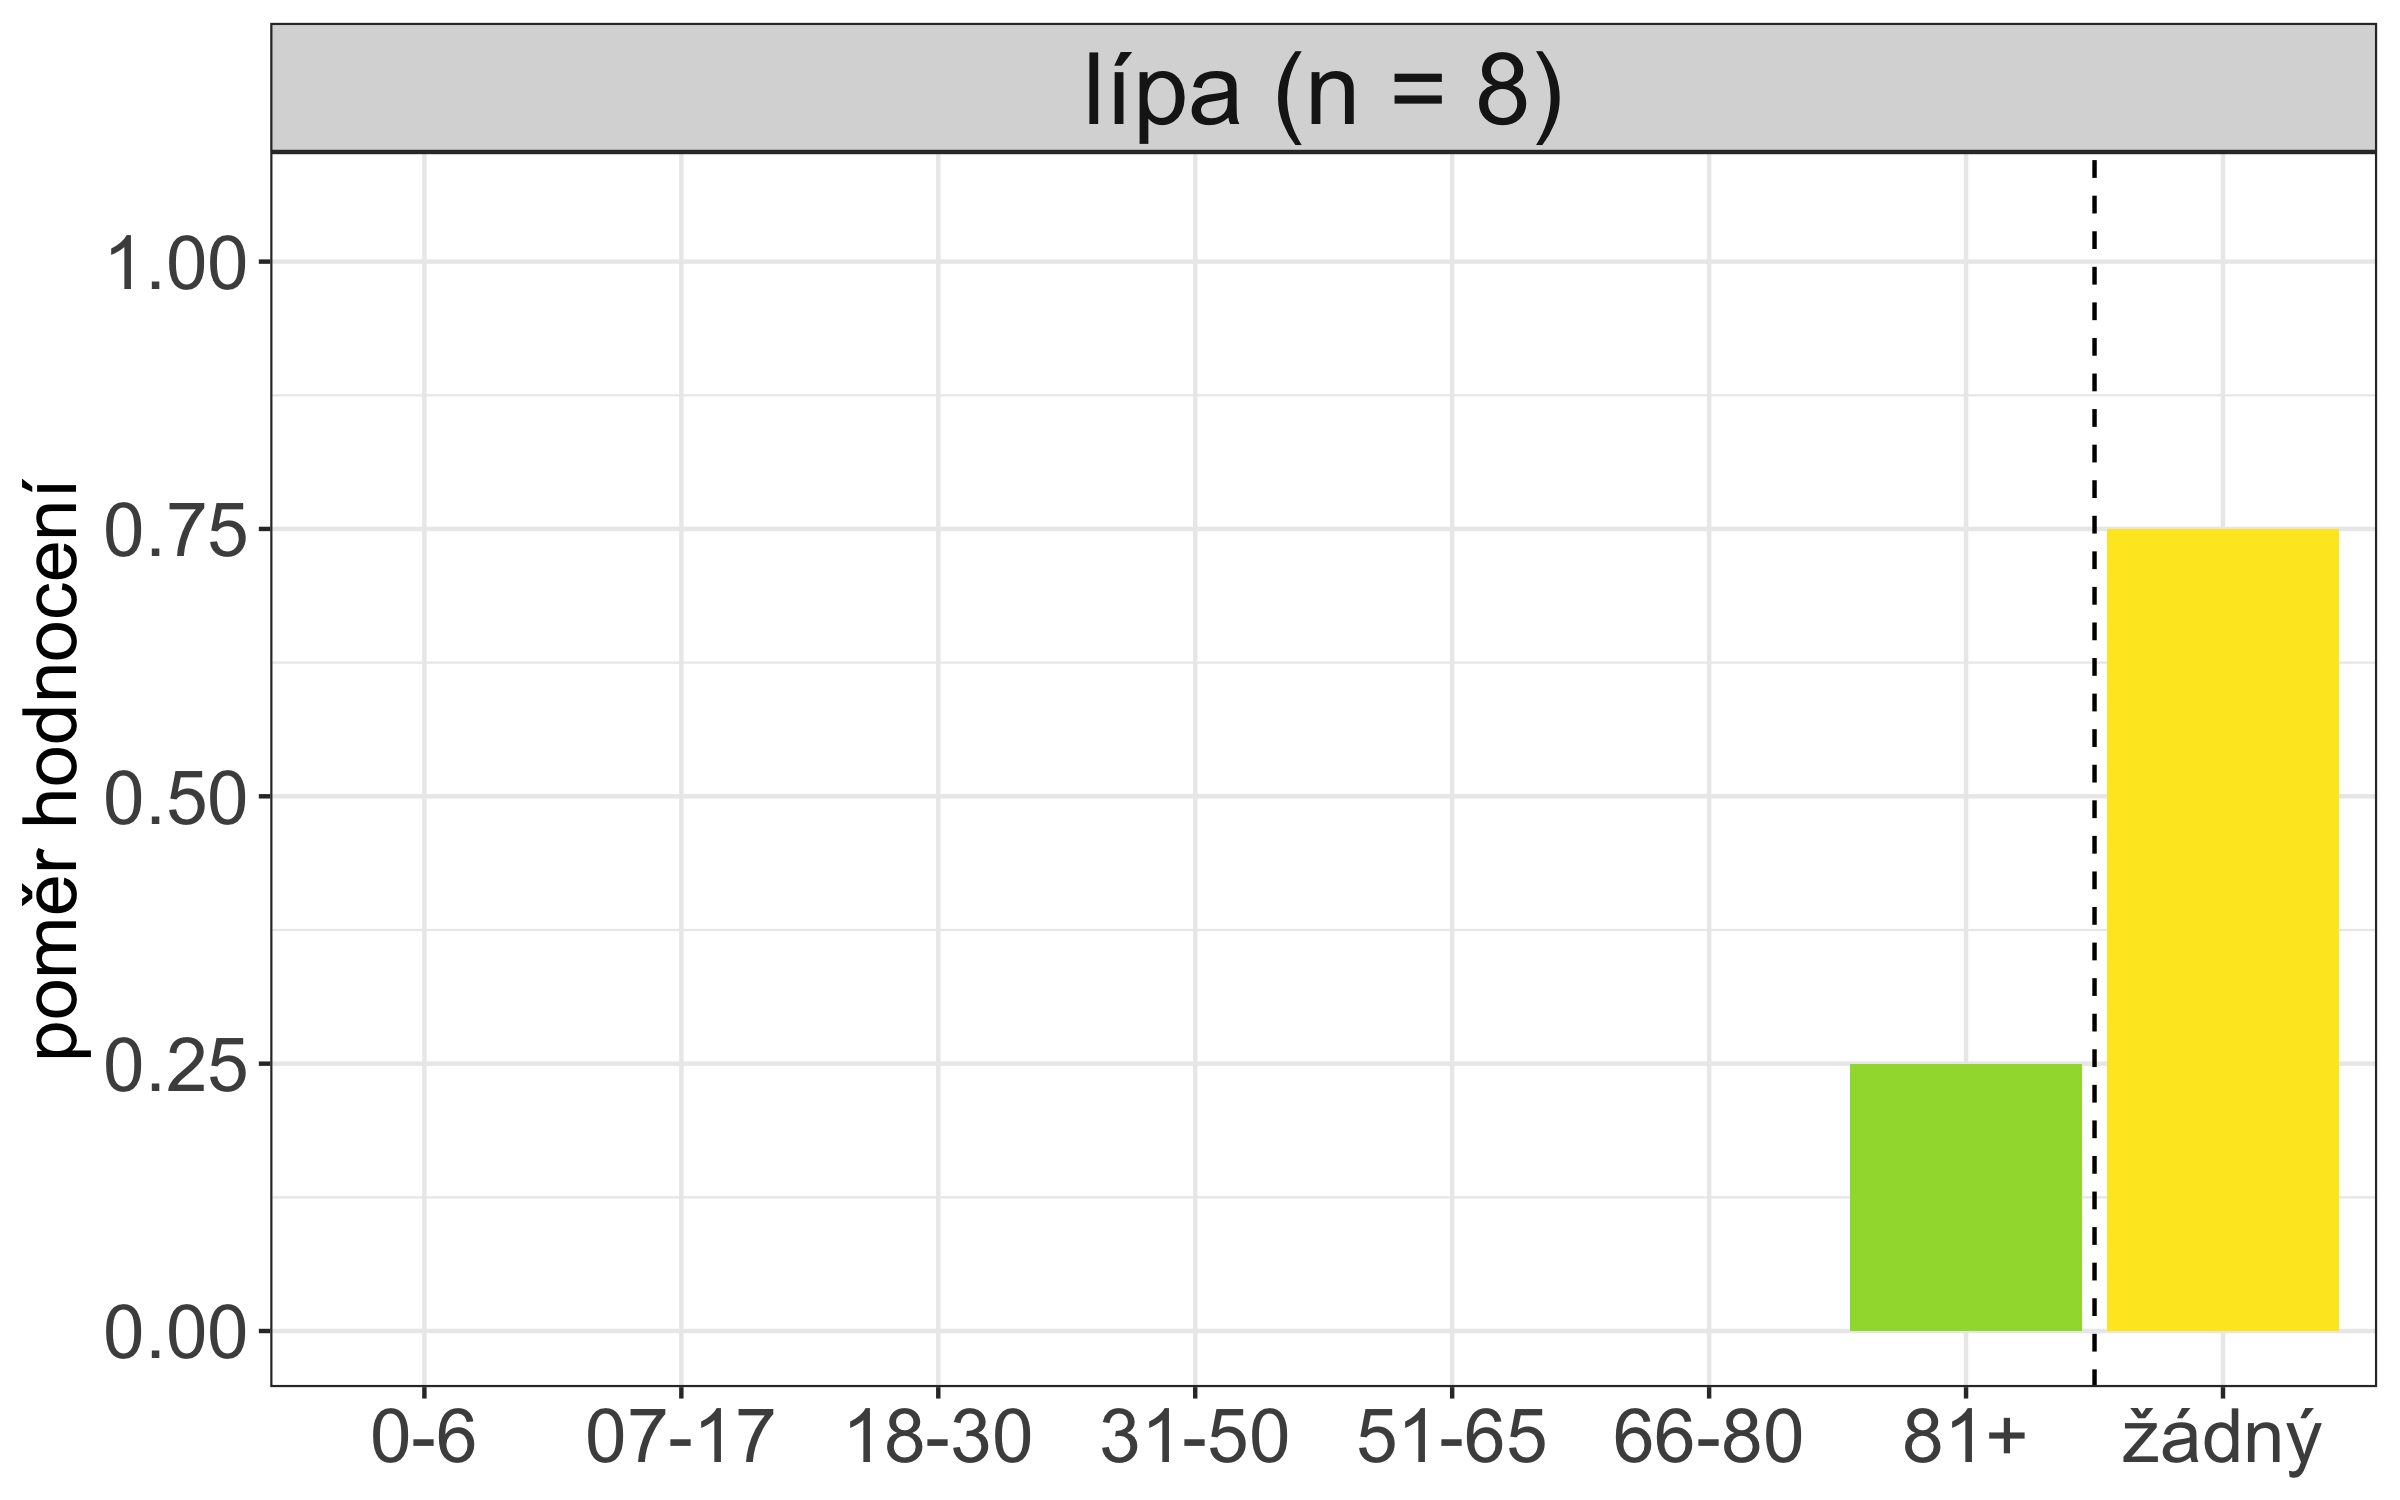 lípa (n = 8)
poměr hodnocení
1.00
0.75
0.50
0.25
0.00
0-6 07-17 18-30 31-50 51-65 66-80 81+ žádný